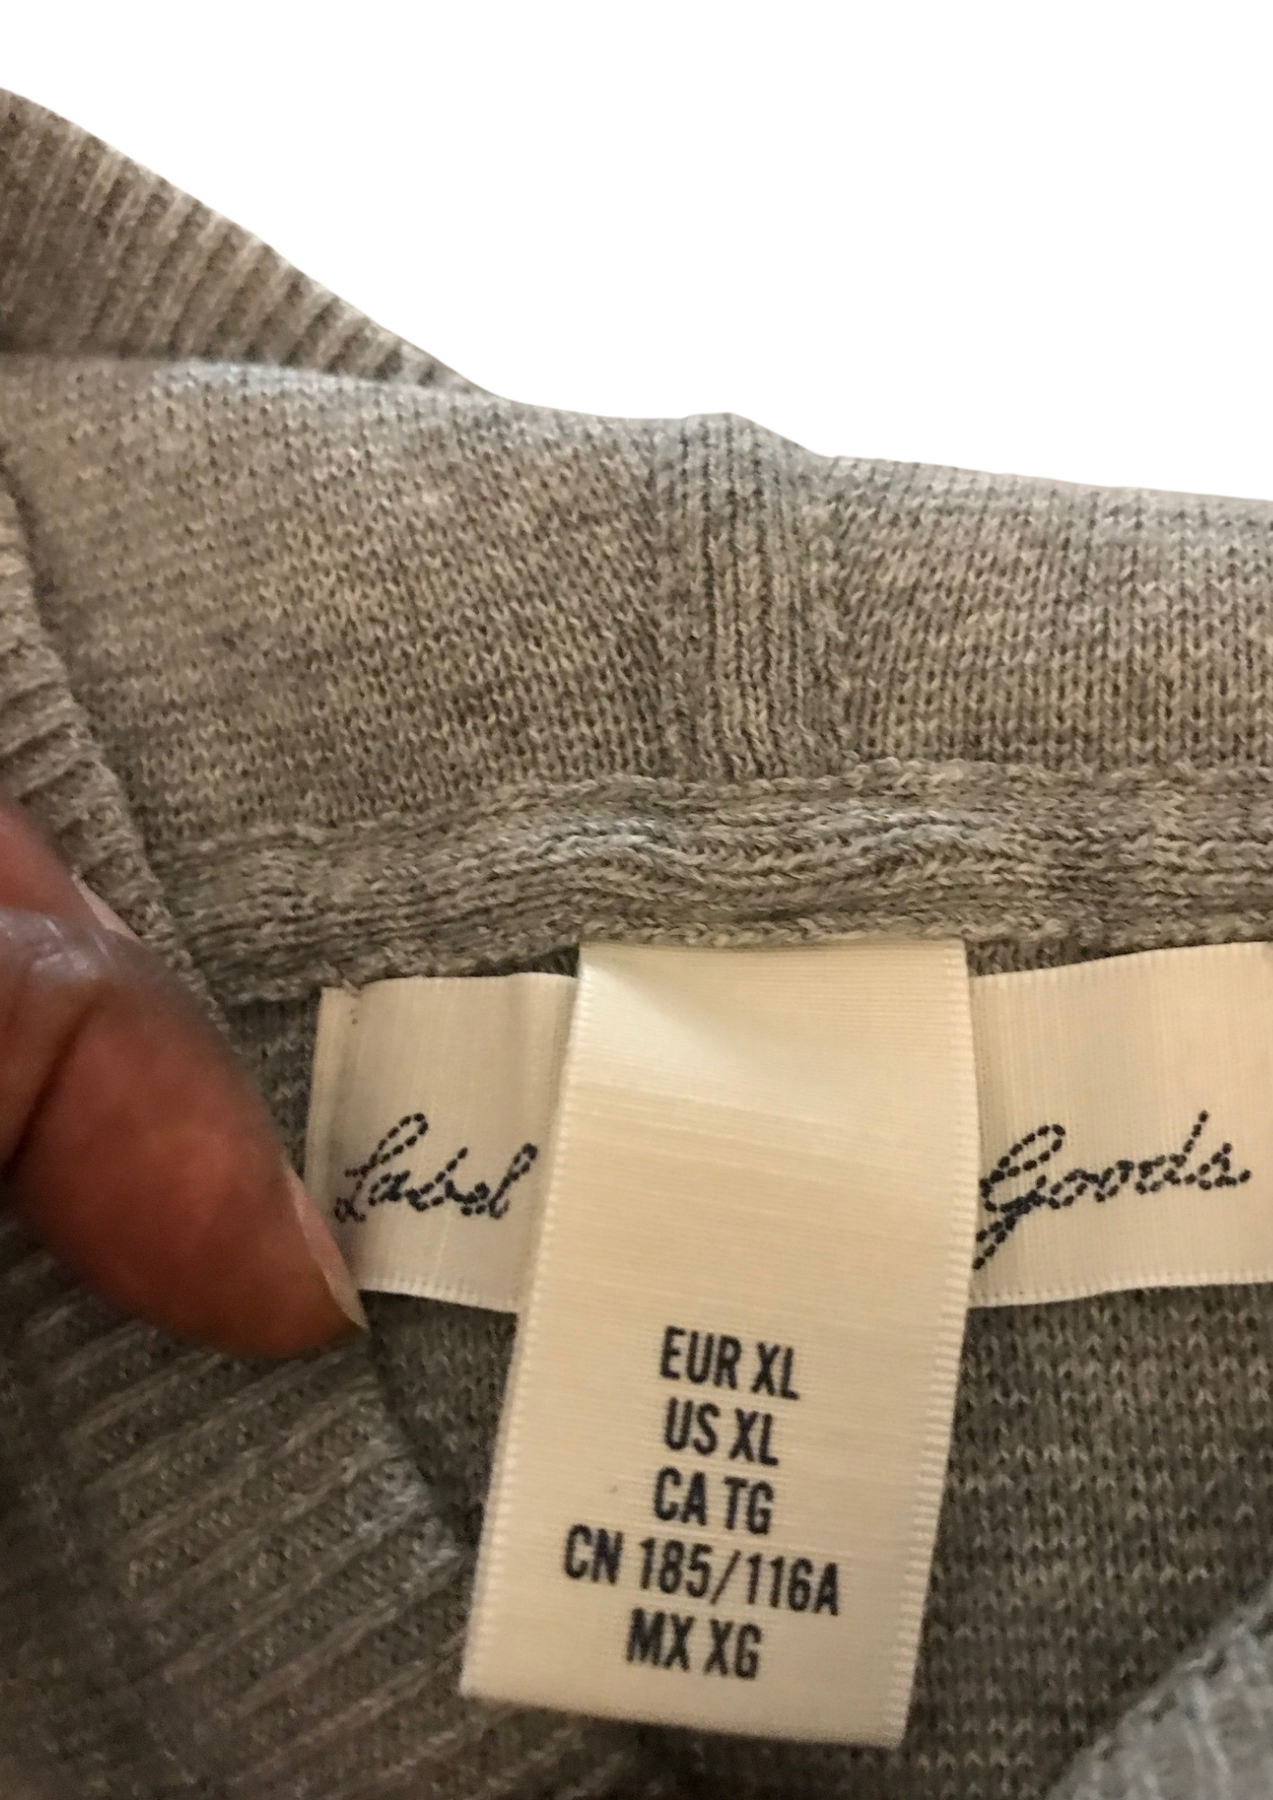 Label Goods
EUR XL
US XL
CA TG
CN 185/116A
MX XG